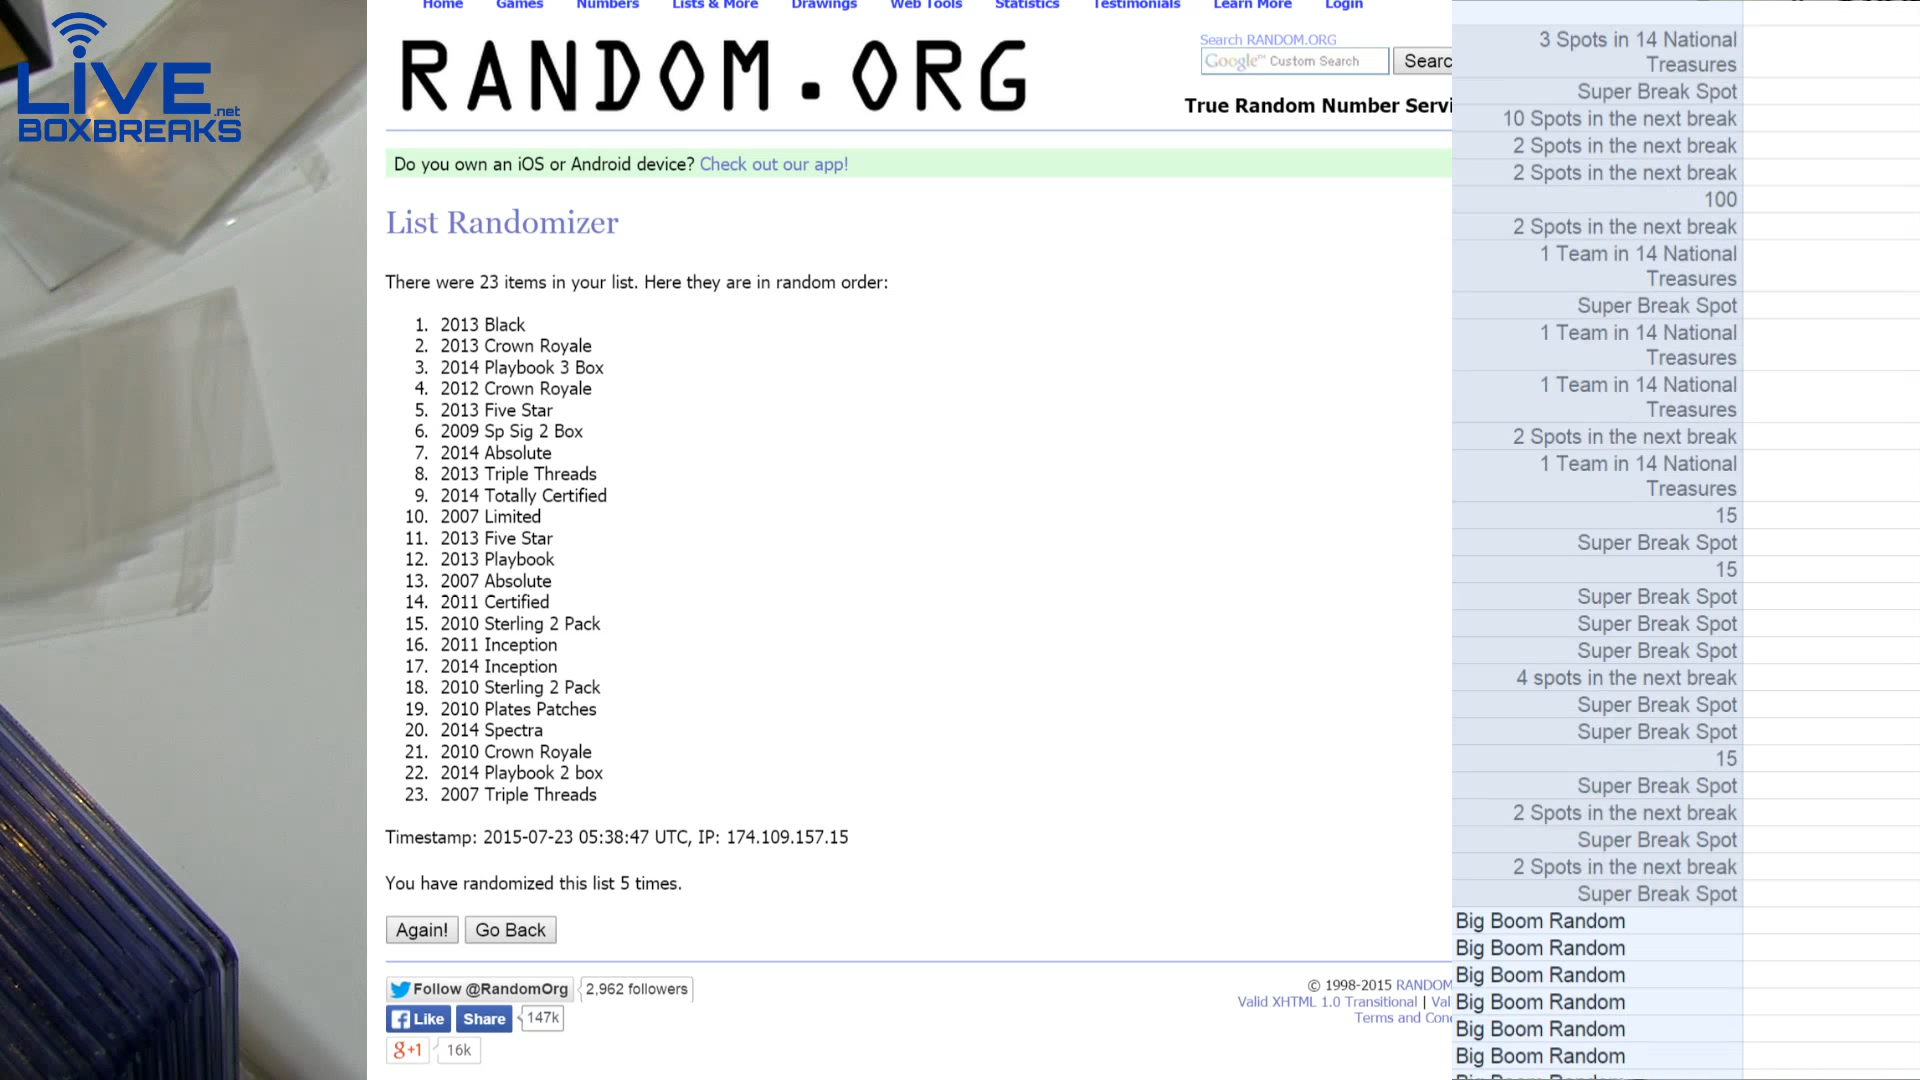 LiVE
.net
BOXBREAKS
Home Games Numbers Lists & More Drawings Web Tools Statistics Testimonials Learn More Login
RANDOM.ORG
Search RANDOM.ORG
Google™ Custom Search
True Random Number
Do you own an iOS or Android device? Check out our app!
List Randomizer
There were 23 items in your list. Here they are in random order:
1. 2013 Black
2. 2013 Crown Royale
3. 2014 Playbook 3 Box
4. 2012 Crown Royale
5. 2013 Five Star
6. 2009 Sp Sig 2 Box
7. 2014 Absolute
8. 2013 Triple Threads
9. 2014 Totally Certified
10. 2007 Limited
11. 2013 Five Star
12. 2013 Playbook
13. 2007 Absolute
14. 2011 Certified
15. 2010 Sterling 2 Pack
16. 2011 Inception
17. 2014 Inception
18. 2010 Sterling 2 Pack
19. 2010 Plates Patches
20. 2014 Spectra
21. 2010 Crown Royale
22. 2014 Playbook 2 box
23. 2007 Triple Threads
Timestamp: 2015-07-23 05:38:47 UTC, IP: 174.109.157.15
You have randomized this list 5 times.
Again! Go Back
Follow @RandomOrg 2,962 followers
Like Share 147k
g+1 16k
© 1998-2015 RANDOM
Valid XHTML 1.0 Transitional |
Terms and
3 Spots in 14 National
Treasures
Super Break Spot
10 Spots in the next break
2 Spots in the next break
2 Spots in the next break
100
2 Spots in the next break
1 Team in 14 National
Treasures
Super Break Spot
1 Team in 14 National
Treasures
1 Team in 14 National
Treasures
2 Spots in the next break
1 Team in 14 National
Treasures
15
Super Break Spot
15
Super Break Spot
Super Break Spot
Super Break Spot
4 spots in the next break
Super Break Spot
Super Break Spot
15
Super Break Spot
2 Spots in the next break
Super Break Spot
2 Spots in the next break
Super Break Spot
Big Boom Random
Big Boom Random
Big Boom Random
Big Boom Random
Big Boom Random
Big Boom Random